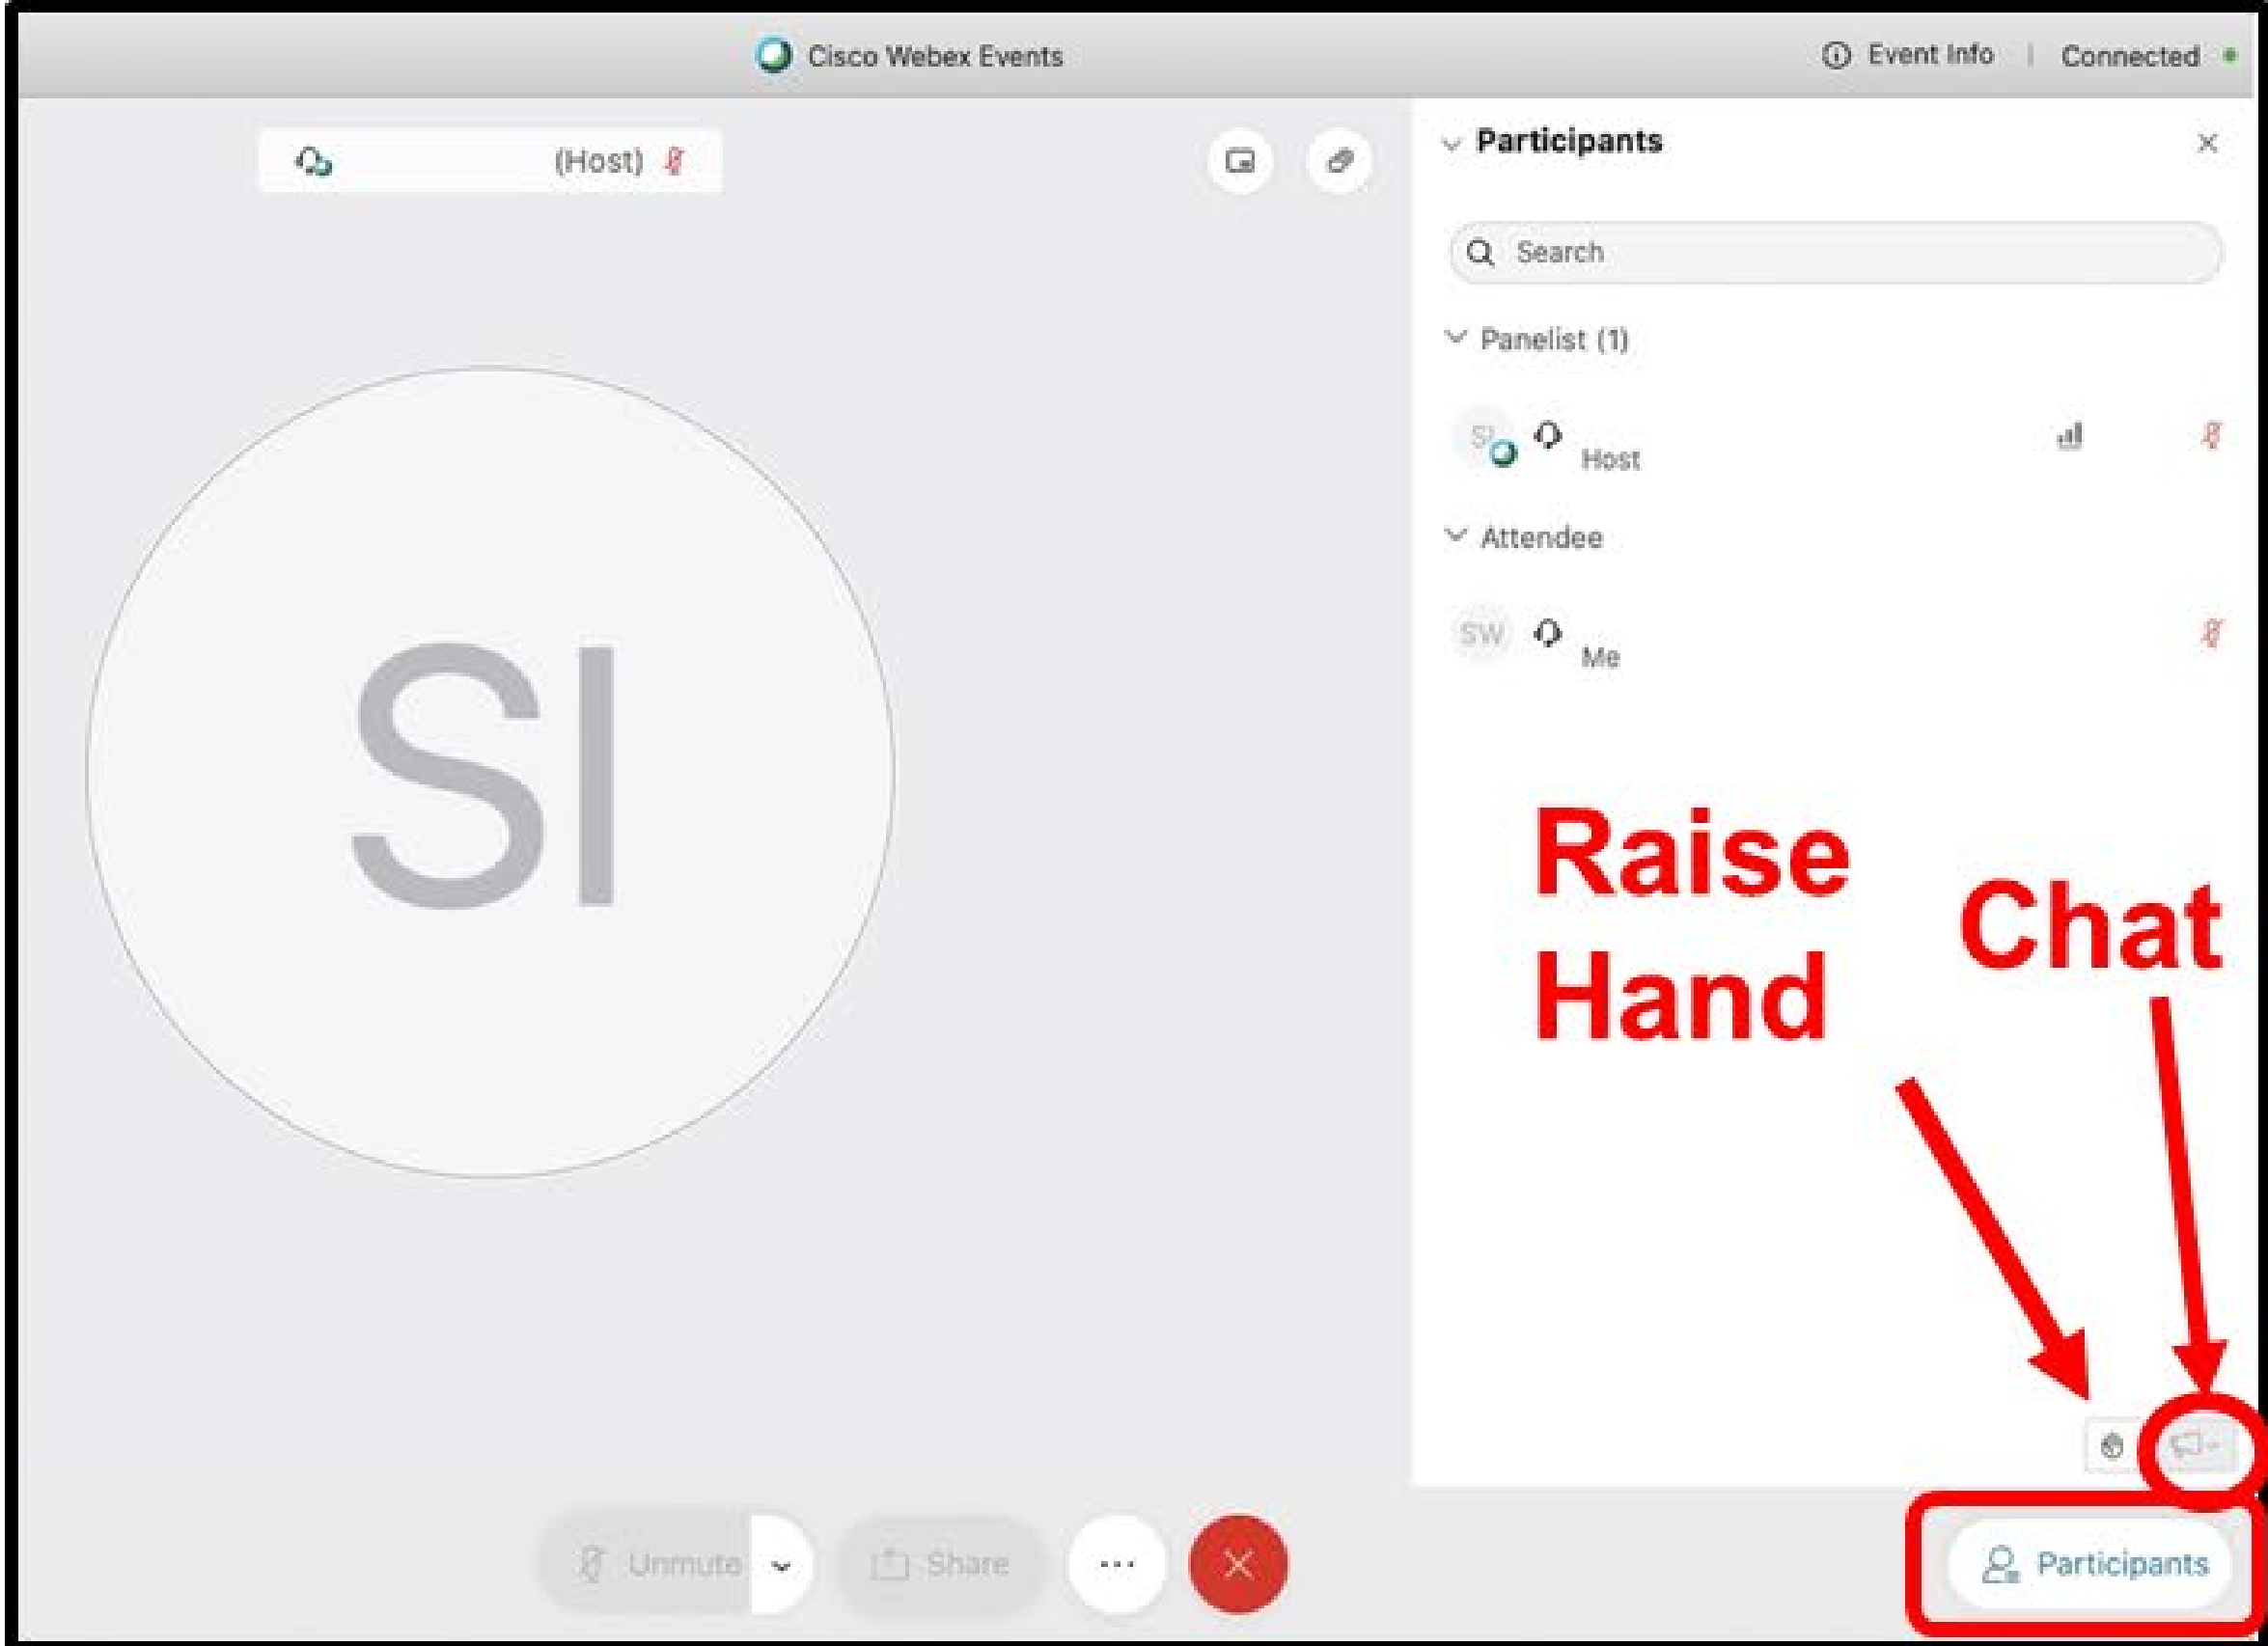 Cisco Webex Events
Event Info | Connected
(Host)
Participants
Search
Panelist (1)
SI
Host
Attendee
SW
Me
SI
Raise
Hand
Chat
Unmute
Share
Participants